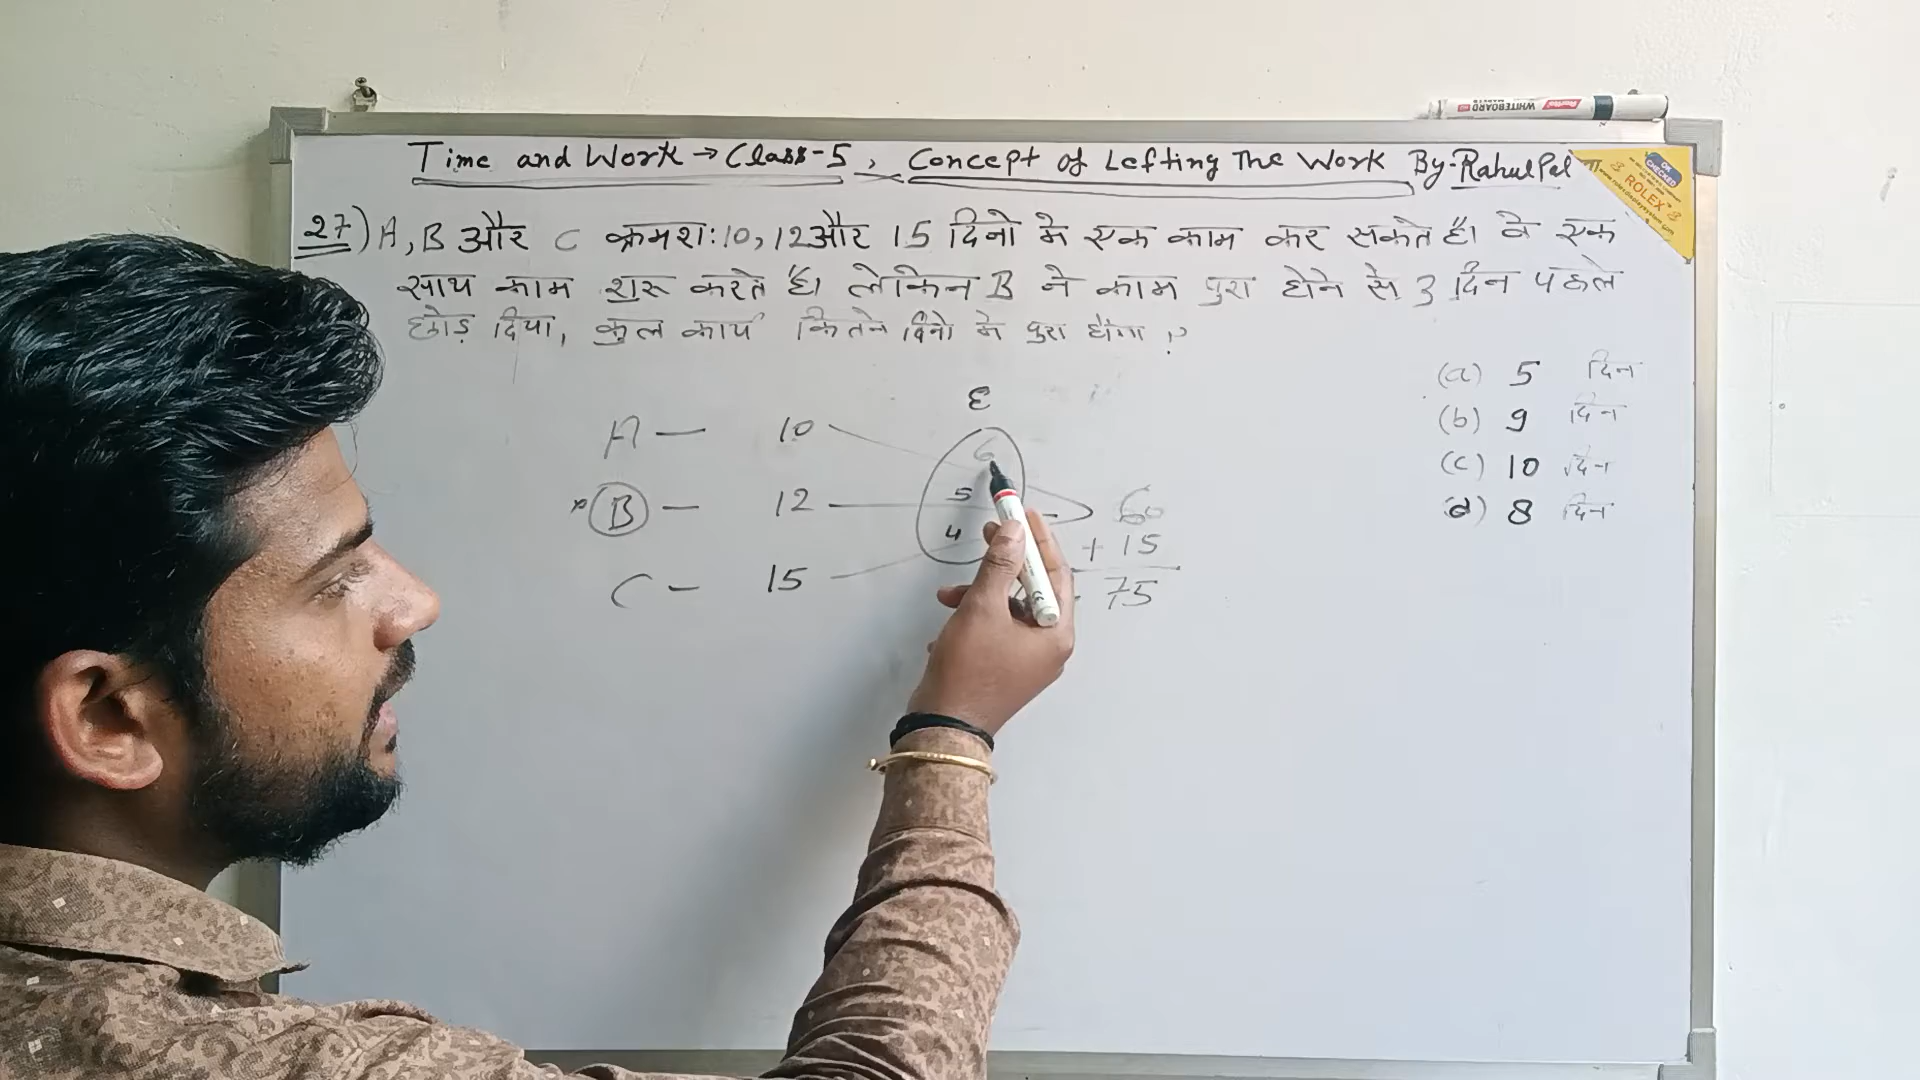 Time and Work → Class-5, Concept of Lefting The Work By-Rahul Pal
27) A, B और C क्रमश: 10, 12 और 15 दिनो मे एक काम कर सकते है। वे एक
साथ काम शुरू करते है। लेकिन B ने काम पुरा होने से 3 दिन पहले
छोड़ दिया, कुल कार्य कितने दिनो मे पुरा होगा ?
(a) 5 दिन
(b) 9 दिन
(c) 10 दिन
(d) 8 दिन
E
A — 10 6
B — 12 5 60
4 + 15
C — 15 75
WHITEBOARD
ROLEX